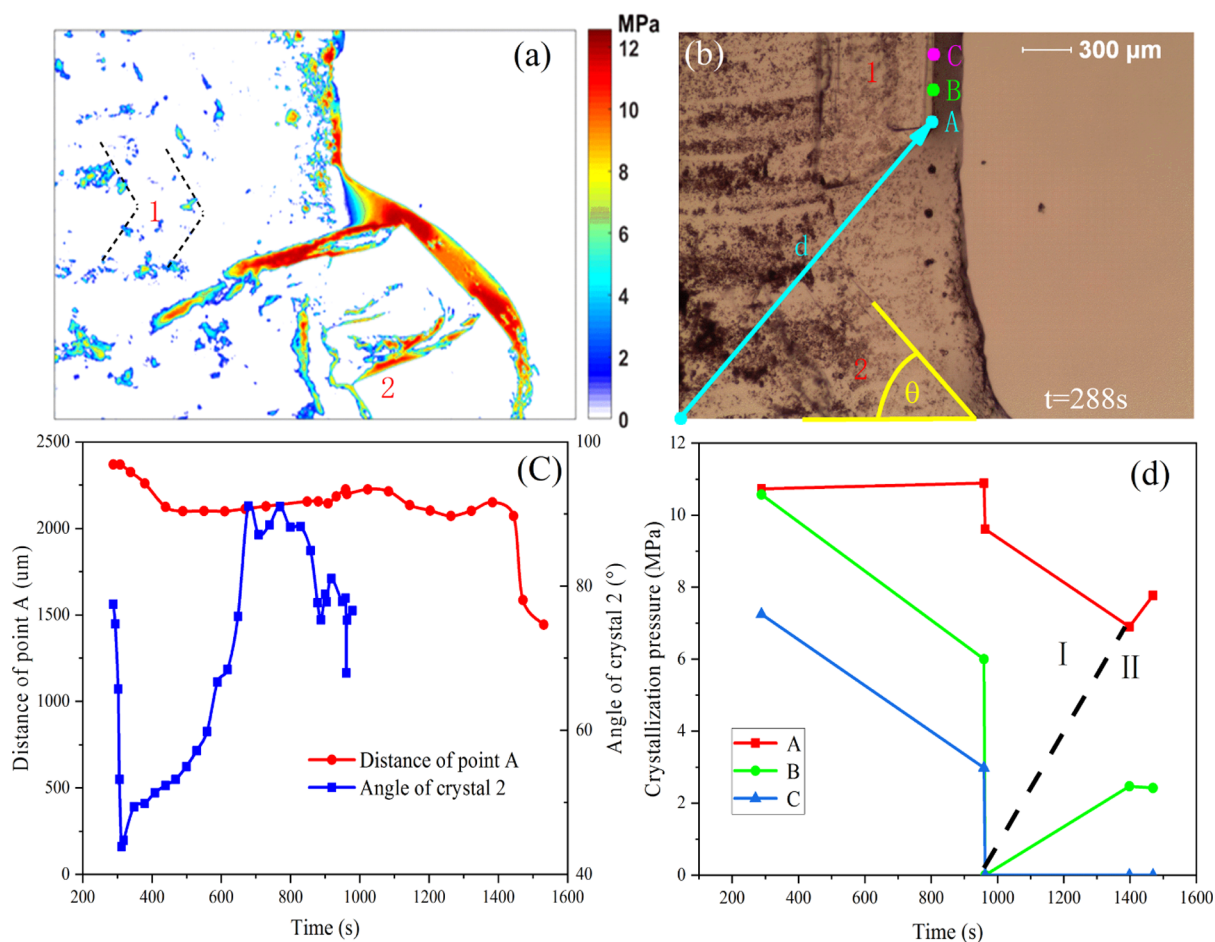 MPa
(a)
12
10
8
6
4
2
0
1
2
(b)
300 μm
1
C
B
A
d
2
θ
t=288s
(C)
2500
2000
1500
1000
500
0
100
80
60
40
Distance of point A (um)
Angle of crystal 2 (°)
Distance of point A
Angle of crystal 2
200 400 600 800 1000 1200 1400 1600
Time (s)
(d)
12
10
8
6
4
2
0
Crystallization pressure (MPa)
I
II
A
B
C
200 400 600 800 1000 1200 1400 1600
Time (s)